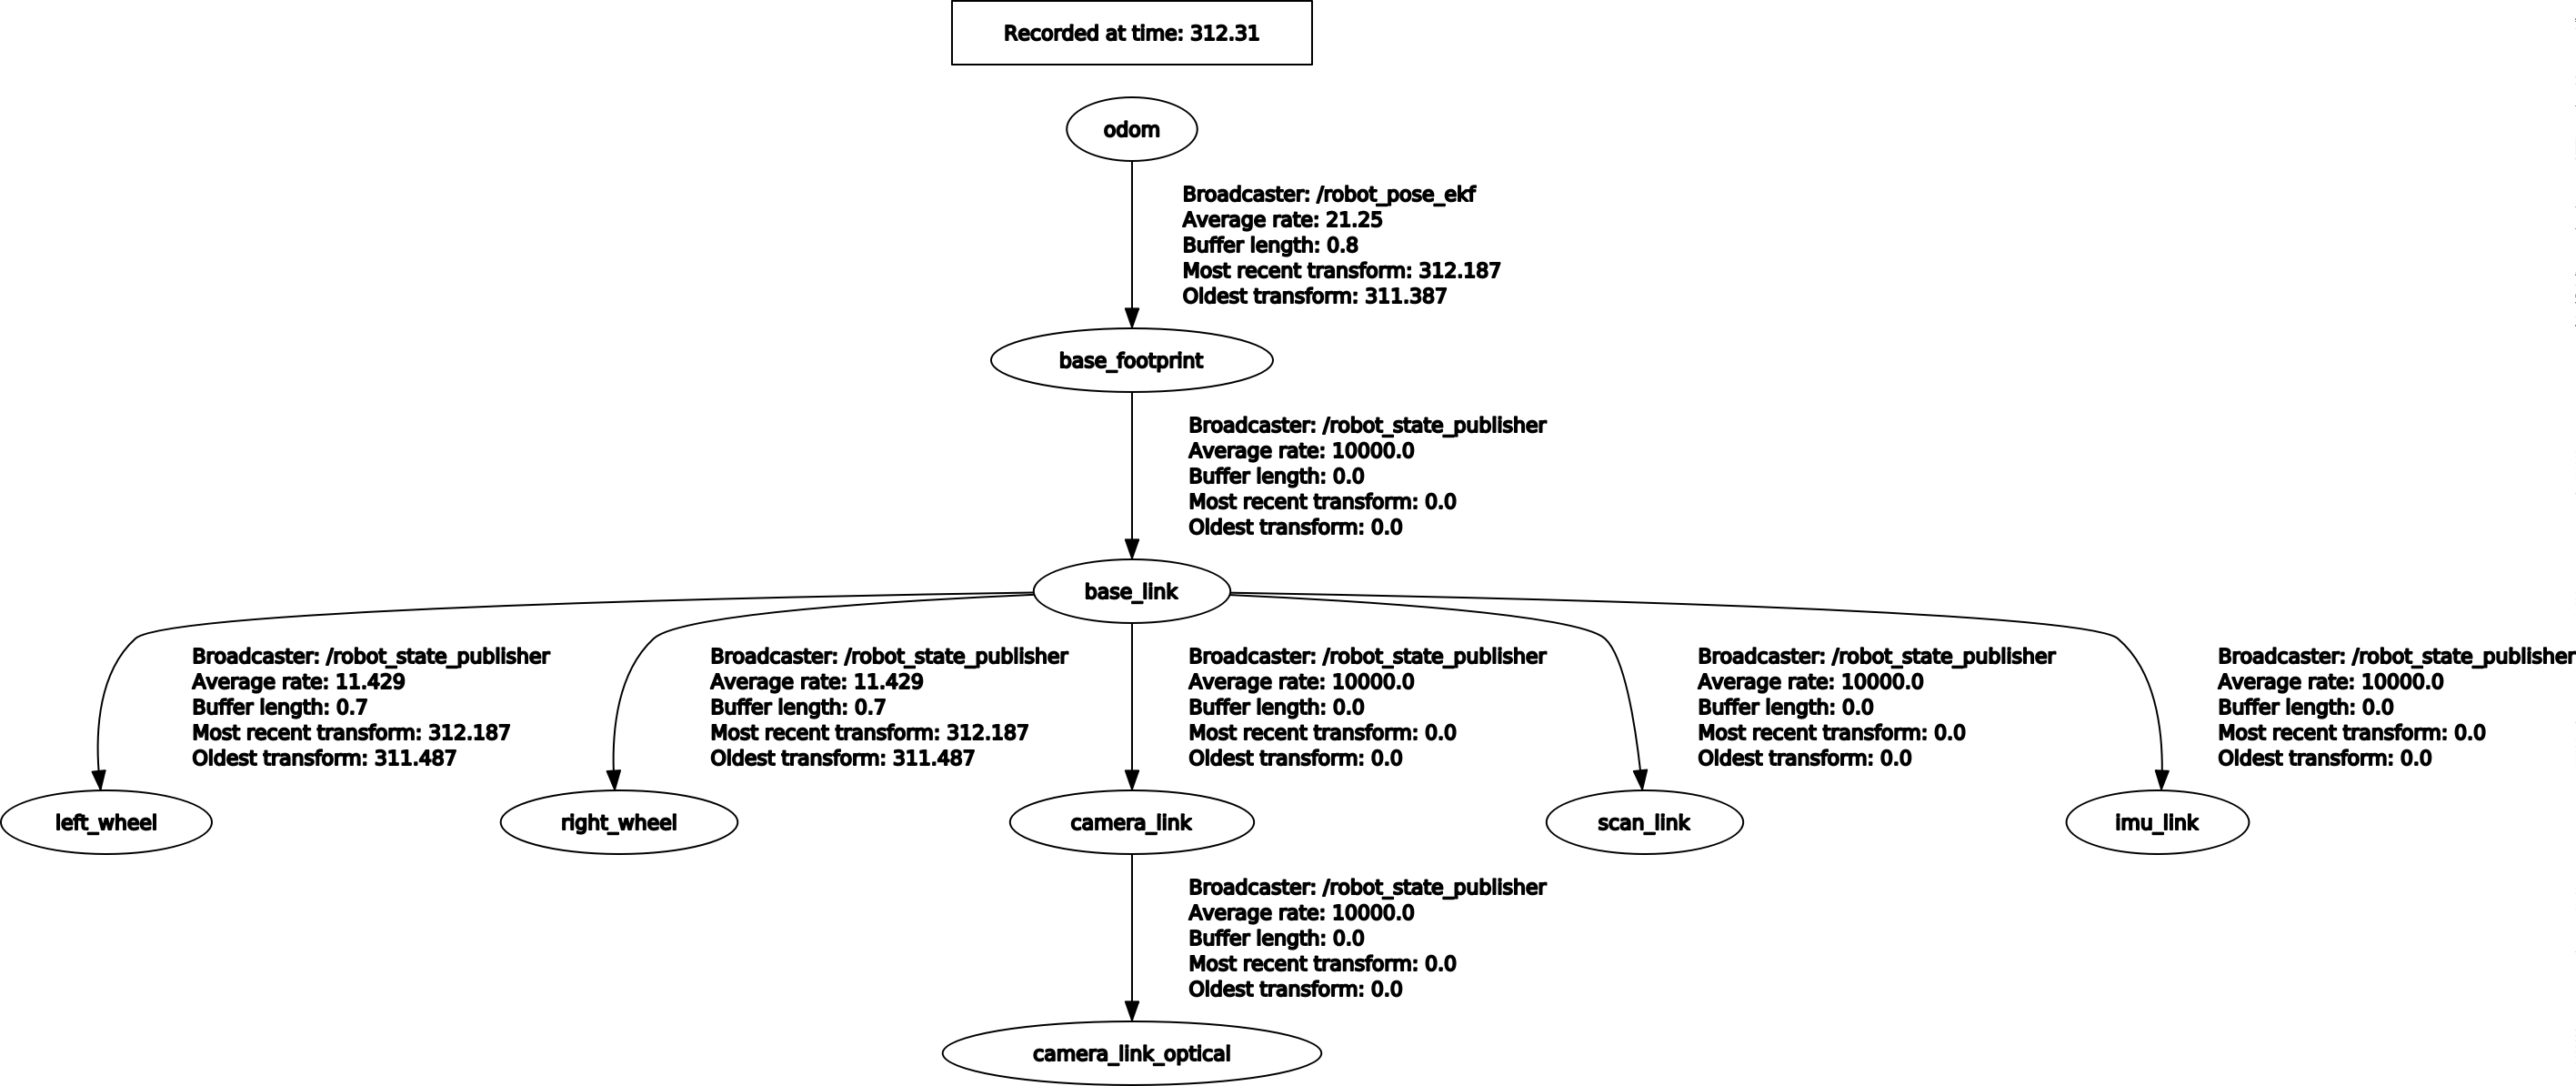 Recorded at time: 312.31
odom
Broadcaster: /robot_pose_ekf
Average rate: 21.25
Buffer length: 0.8
Most recent transform: 312.187
Oldest transform: 311.387
base_footprint
Broadcaster: /robot_state_publisher
Average rate: 10000.0
Buffer length: 0.0
Most recent transform: 0.0
Oldest transform: 0.0
base_link
Broadcaster: /robot_state_publisher
Average rate: 11.429
Buffer length: 0.7
Most recent transform: 312.187
Oldest transform: 311.487
Broadcaster: /robot_state_publisher
Average rate: 11.429
Buffer length: 0.7
Most recent transform: 312.187
Oldest transform: 311.487
Broadcaster: /robot_state_publisher
Average rate: 10000.0
Buffer length: 0.0
Most recent transform: 0.0
Oldest transform: 0.0
Broadcaster: /robot_state_publisher
Average rate: 10000.0
Buffer length: 0.0
Most recent transform: 0.0
Oldest transform: 0.0
Broadcaster: /robot_state_publisher
Average rate: 10000.0
Buffer length: 0.0
Most recent transform: 0.0
Oldest transform: 0.0
left_wheel
right_wheel
camera_link
scan_link
imu_link
Broadcaster: /robot_state_publisher
Average rate: 10000.0
Buffer length: 0.0
Most recent transform: 0.0
Oldest transform: 0.0
camera_link_optical